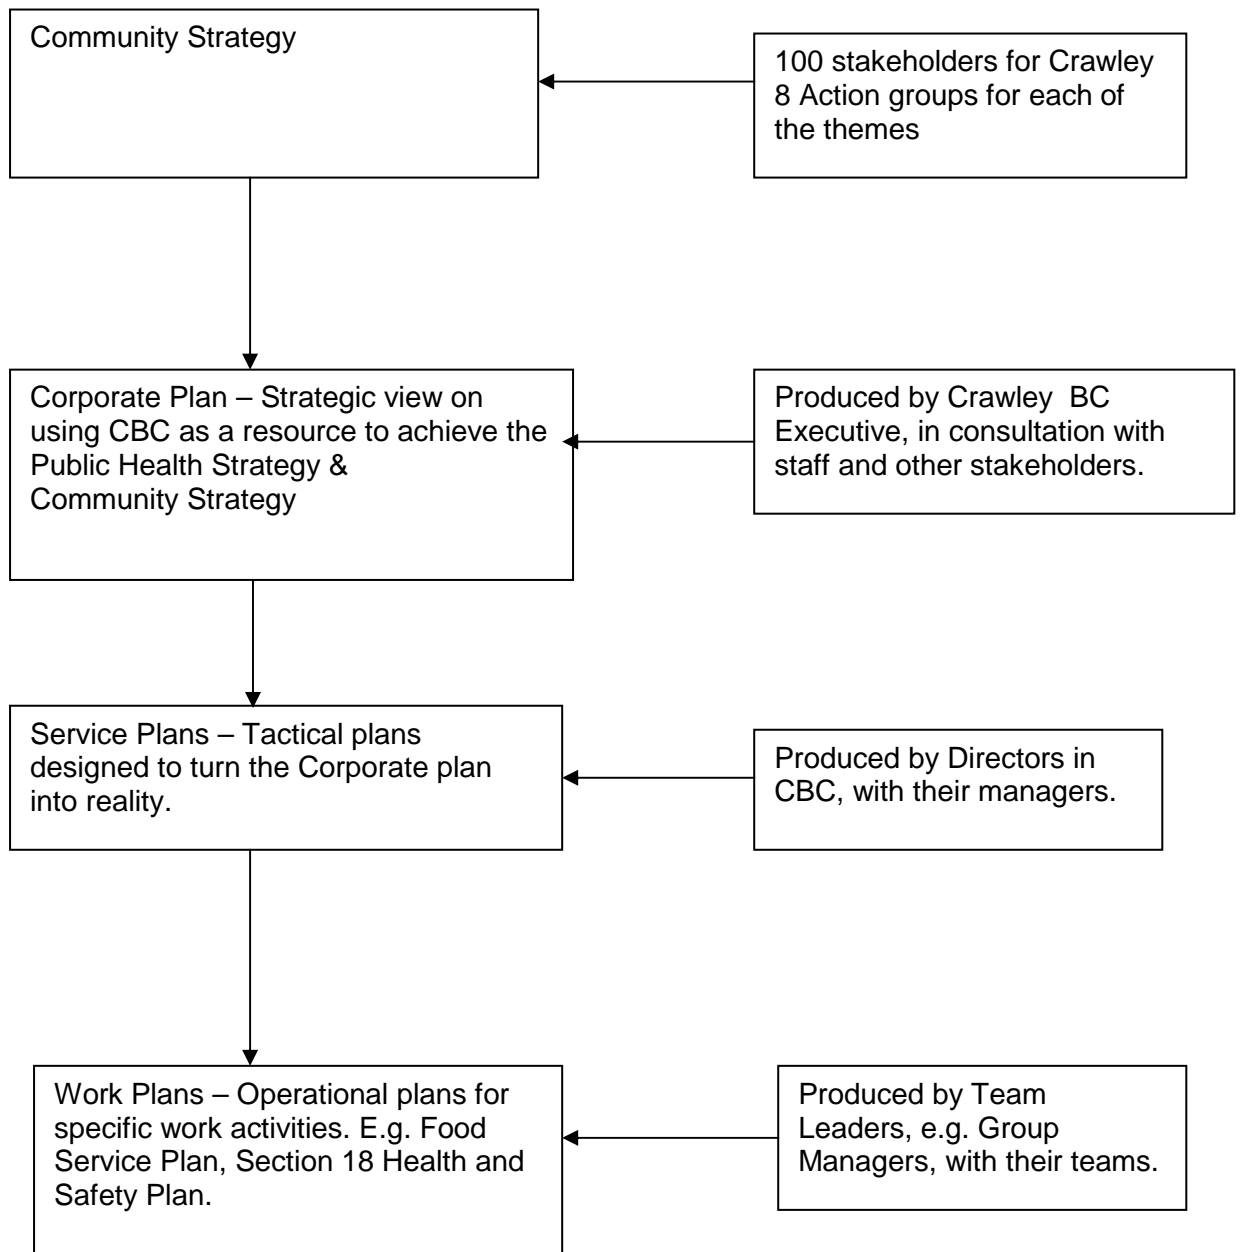 Community Strategy
100 stakeholders for Crawley
8 Action groups for each of
the themes
Corporate Plan – Strategic view on
using CBC as a resource to achieve the
Public Health Strategy &
Community Strategy
Produced by Crawley  BC
Executive, in consultation with
staff and other stakeholders.
Service Plans – Tactical plans
designed to turn the Corporate plan
into reality.
Produced by Directors in
CBC, with their managers.
Work Plans – Operational plans for
specific work activities. E.g. Food
Service Plan, Section 18 Health and
Safety Plan.
Produced by Team
Leaders, e.g. Group
Managers, with their teams.